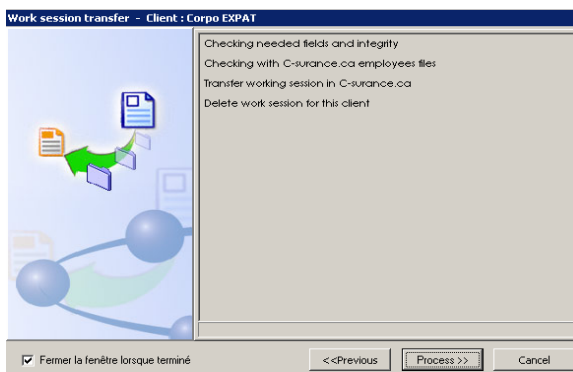 Work session transfer - Client : Corpo EXPAT
Checking needed fields and integrity
Checking with C-surance.ca employees files
Transfer working session in C-surance.ca
Delete work session for this client
Fermer la fenêtre lorsque terminé
<<Previous
Process >>
Cancel